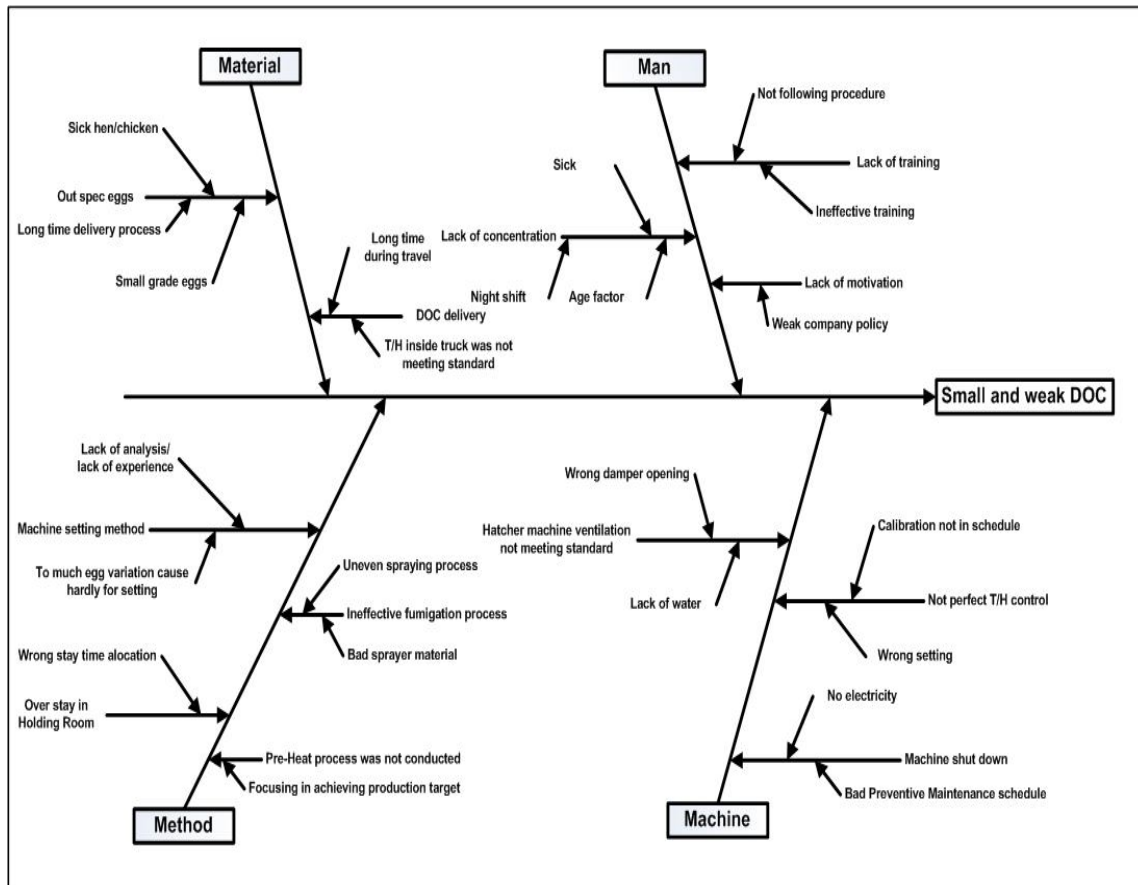 Material
Man
Not following procedure
Sick hen/chicken
Sick
Lack of training
Out spec eggs
Ineffective training
Long time delivery process
Long time
during travel
Lack of concentration
Small grade eggs
Night shift
Age factor
Lack of motivation
DOC delivery
Weak company policy
T/H inside truck was not
meeting standard
Small and weak DOC
Lack of analysis/
lack of experience
Wrong damper opening
Machine setting method
Hatcher machine ventilation
not meeting standard
Calibration not in schedule
To much egg variation cause
hardly for setting
Uneven spraying process
Lack of water
Not perfect T/H control
Ineffective fumigation process
Wrong stay time alocation
Bad sprayer material
Wrong setting
Over stay in
Holding Room
No electricity
Pre-Heat process was not conducted
Machine shut down
Focusing in achieving production target
Bad Preventive Maintenance schedule
Method
Machine